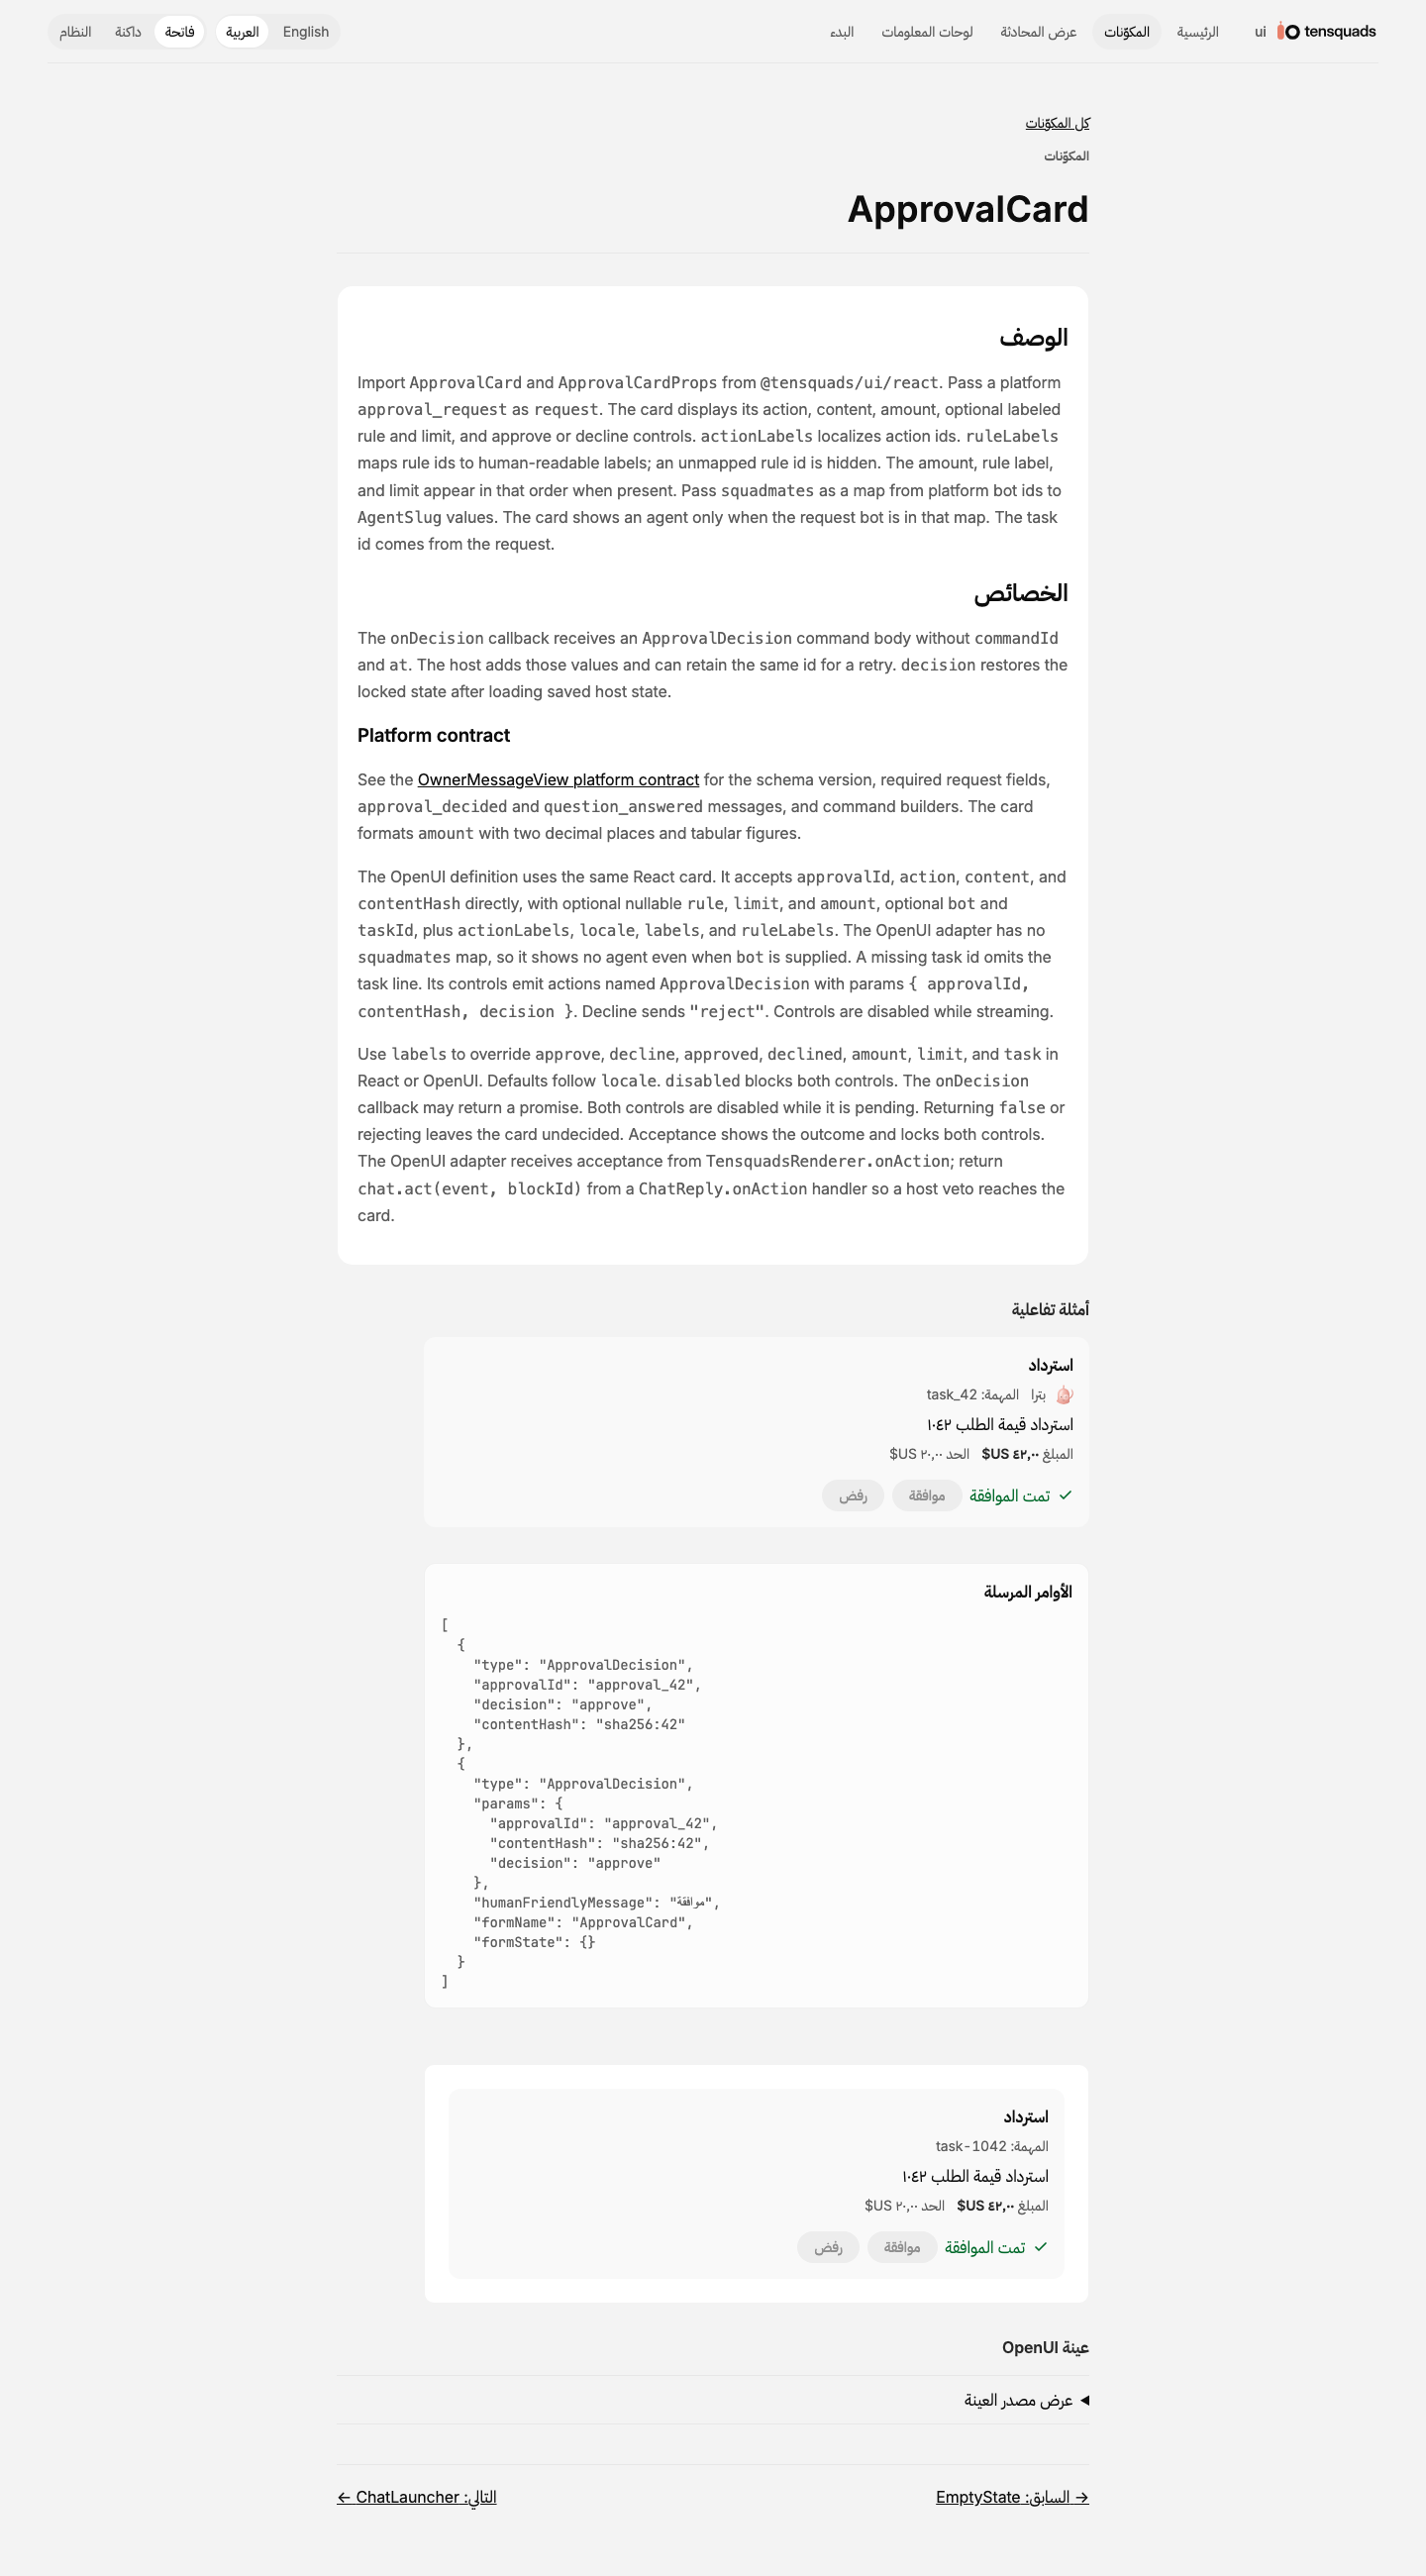 tensquads ui
الرئيسية
المكوّنات
عرض المحادثة
لوحات المعلومات
البدء
English
العربية
فاتحة
داكنة
النظام
كل المكوّنات
المكوّنات
ApprovalCard
الوصف
Import ApprovalCard and ApprovalCardProps from @tensquads/ui/react. Pass a platform
approval_request as request. The card displays its action, content, amount, optional labeled
rule and limit, and approve or decline controls. actionLabels localizes action ids. ruleLabels
maps rule ids to human-readable labels; an unmapped rule id is hidden. The amount, rule label,
and limit appear in that order when present. Pass squadmates as a map from platform bot ids to
AgentSlug values. The card shows an agent only when the request bot is in that map. The task
id comes from the request.
الخصائص
The onDecision callback receives an ApprovalDecision command body without commandId
and at. The host adds those values and can retain the same id for a retry. decision restores the
locked state after loading saved host state.
Platform contract
See the OwnerMessageView platform contract for the schema version, required request fields,
approval_decided and question_answered messages, and command builders. The card
formats amount with two decimal places and tabular figures.
The OpenUI definition uses the same React card. It accepts approvalId, action, content, and
contentHash directly, with optional nullable rule, limit, and amount, optional bot and
taskId, plus actionLabels, locale, labels, and ruleLabels. The OpenUI adapter has no
squadmates map, so it shows no agent even when bot is supplied. A missing task id omits the
task line. Its controls emit actions named ApprovalDecision with params { approvalId,
contentHash, decision }. Decline sends "reject". Controls are disabled while streaming.
Use labels to override approve, decline, approved, declined, amount, limit, and task in
React or OpenUI. Defaults follow locale. disabled blocks both controls. The onDecision
callback may return a promise. Both controls are disabled while it is pending. Returning false or
rejecting leaves the card undecided. Acceptance shows the outcome and locks both controls.
The OpenUI adapter receives acceptance from TensquadsRenderer.onAction; return
chat.act(event, blockId) from a ChatReply.onAction handler so a host veto reaches the
card.
أمثلة تفاعلية
استرداد
بترا المهمة: task_42
استرداد قيمة الطلب ١٠٤٢
المبلغ ٤٢٫٠٠ US$ الحد ٢٠٫٠٠ US$
تمت الموافقة موافقة رفض
الأوامر المرسلة
[
  {
    "type": "ApprovalDecision",
    "approvalId": "approval_42",
    "decision": "approve",
    "contentHash": "sha256:42"
  },
  {
    "type": "ApprovalDecision",
    "params": {
      "approvalId": "approval_42",
      "contentHash": "sha256:42",
      "decision": "approve"
    },
    "humanFriendlyMessage": "موافقة",
    "formName": "ApprovalCard",
    "formState": {}
  }
]
استرداد
المهمة: task-1042
استرداد قيمة الطلب ١٠٤٢
المبلغ ٤٢٫٠٠ US$ الحد ٢٠٫٠٠ US$
تمت الموافقة موافقة رفض
عينة OpenUI
عرض مصدر العينة
→ السابق: EmptyState
التالي: ChatLauncher ←